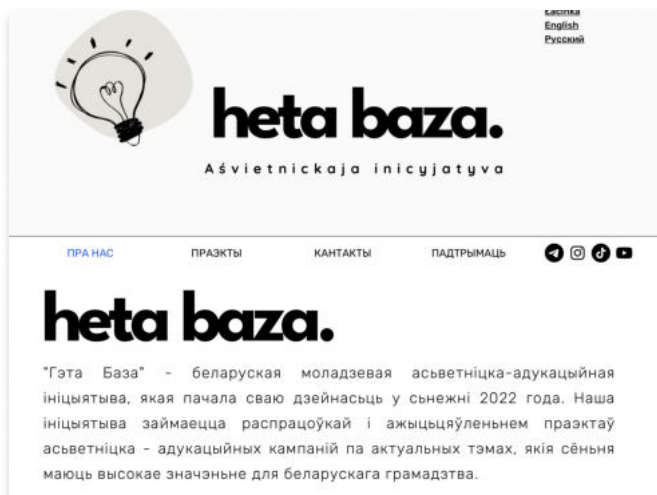 Łacinka
English
Русский
heta baza.
Aśvietnickaja inicyjatyva
ПРА НАС
ПРАЭКТЫ
КАНТАКТЫ
ПАДТРЫМАЦЬ
heta baza.
"Гэта База" - беларуская моладзевая асьветніцка-адукацыйная
ініцыятыва, якая пачала сваю дзейнасьць у сьнежні 2022 года. Наша
ініцыятыва займаецца распрацоўкай і ажыцьцяўленьнем праэктаў
асьветніцка - адукацыйных кампаній па актуальных тэмах, якія сёньня
маюць высокае значэньне для беларускага грамадзтва.